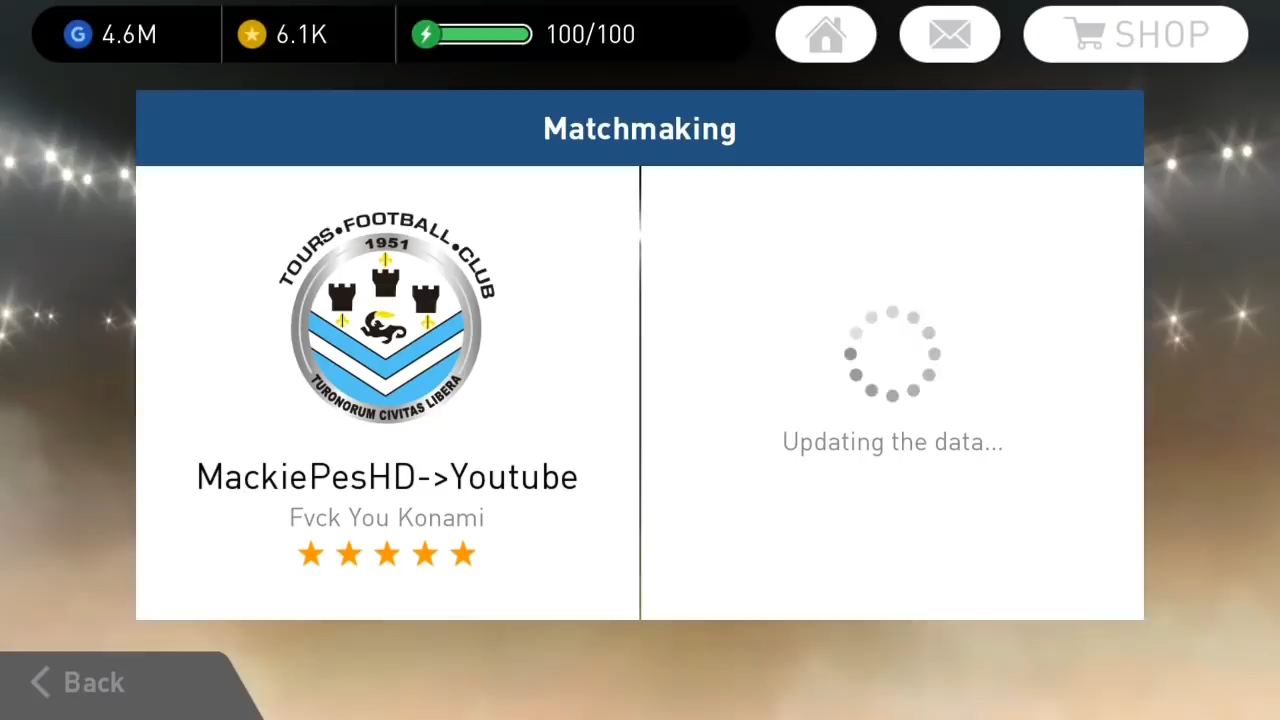 G 4.6M 6.1K 100/100 SHOP
Matchmaking
TOURS•FOOTBALL•CLUB
1951
TURONORUM CIVITAS LIBERA
MackiePesHD->Youtube
Fvck You Konami
Updating the data...
Back